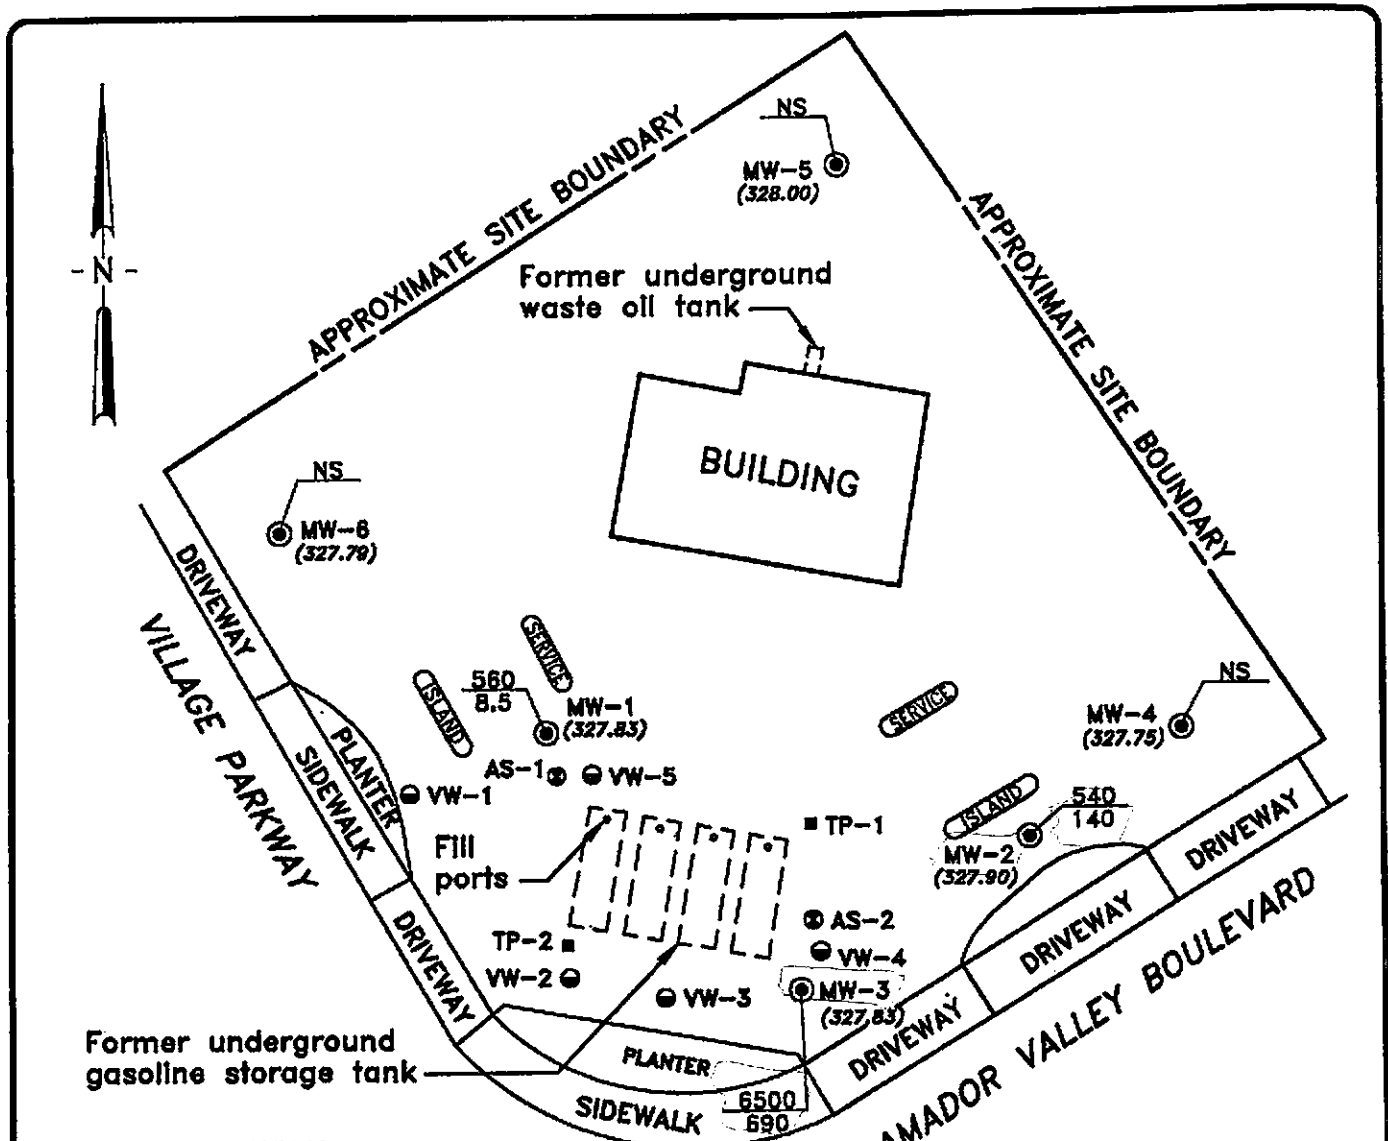 NS
MW-5
(328.00)
APPROXIMATE SITE BOUNDARY
APPROXIMATE SITE BOUNDARY
- N -
Former underground
waste oil tank
BUILDING
NS
MW-6
(327.79)
DRIVEWAY
VILLAGE PARKWAY
SERVICE
ISLAND
560
8.5
MW-1
(327.83)
SERVICE
NS
MW-4
(327.75)
PLANTER
SIDEWALK
AS-1
VW-5
VW-1
ISLAND
540
140
TP-1
MW-2
(327.90)
Fill
ports
DRIVEWAY
DRIVEWAY
AS-2
TP-2
VW-4
VW-2
VW-3
MW-3
(327.83)
DRIVEWAY
DRIVEWAY
AMADOR VALLEY BOULEVARD
Former underground
gasoline storage tank
PLANTER
SIDEWALK
6500
690